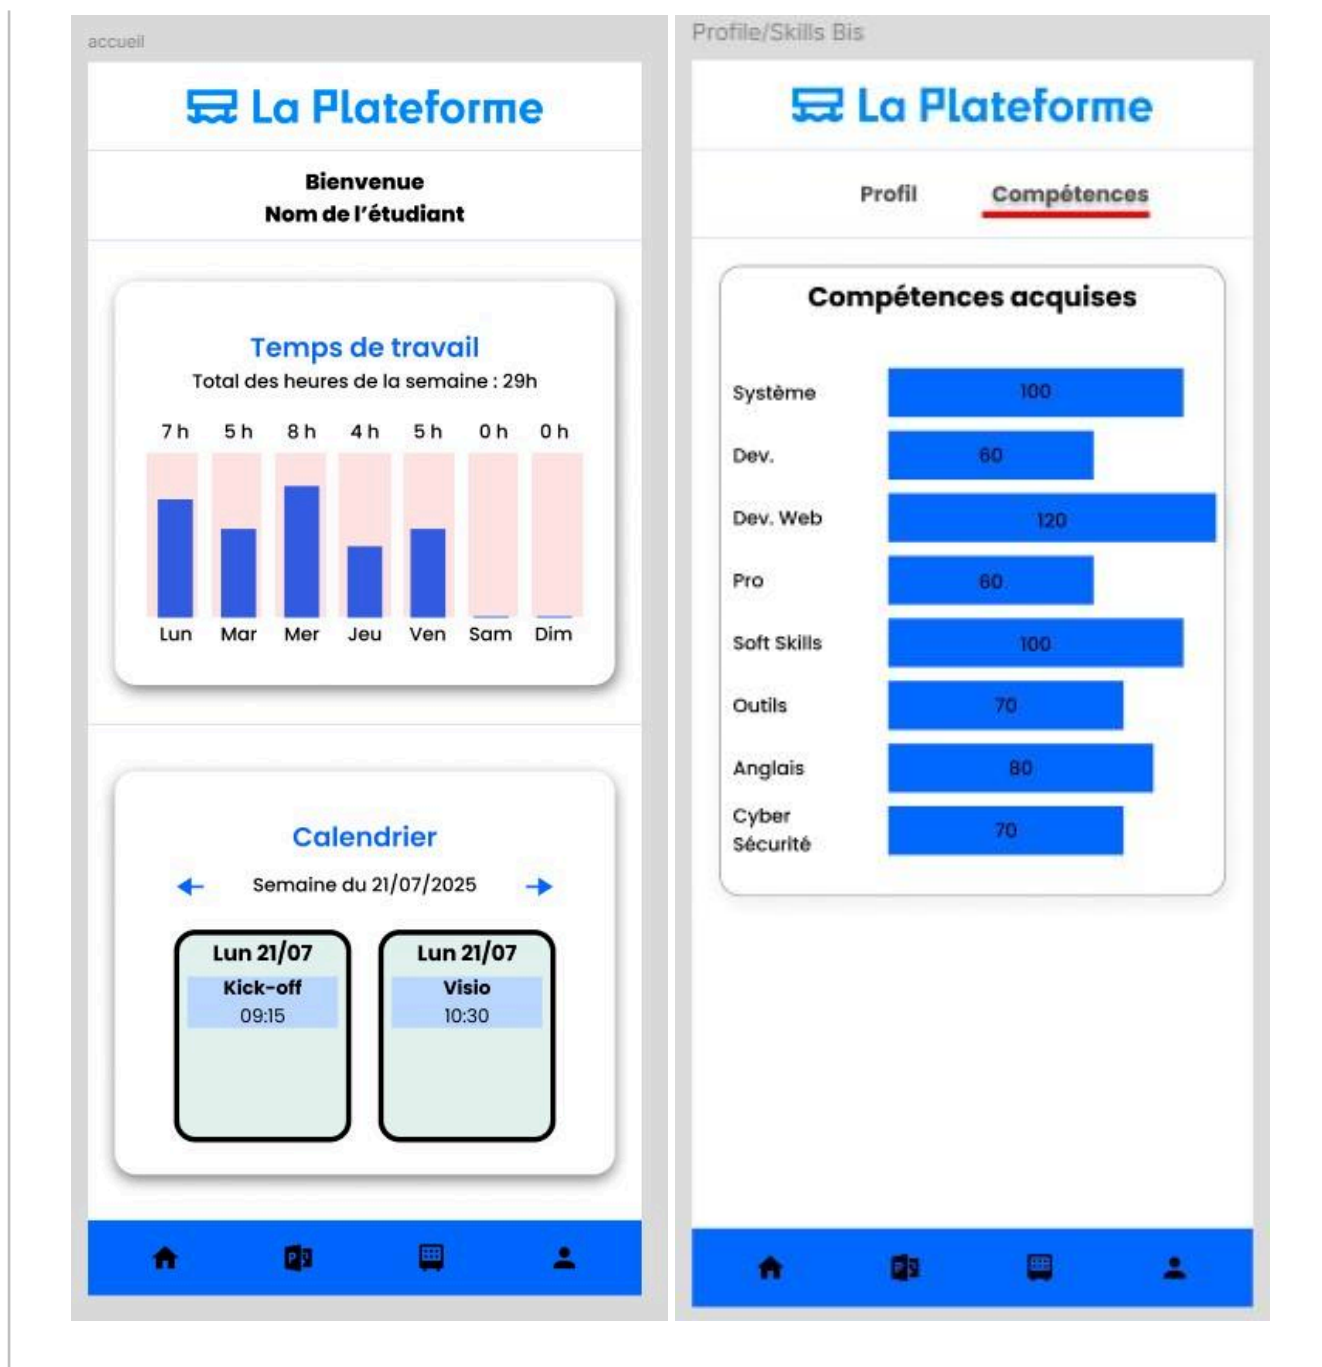 accueil
La Plateforme
Bienvenue
Nom de l'étudiant
Temps de travail
Total des heures de la semaine : 29h
7 h 5 h 8 h 4 h 5 h 0 h 0 h
Lun Mar Mer Jeu Ven Sam Dim
Calendrier
Semaine du 21/07/2025
Lun 21/07
Kick-off
09:15
Lun 21/07
Visio
10:30
Profile/Skills Bis
La Plateforme
Profil Compétences
Compétences acquises
Système 100
Dev. 60
Dev. Web 120
Pro 60
Soft Skills 100
Outils 70
Anglais 80
Cyber
Sécurité 70